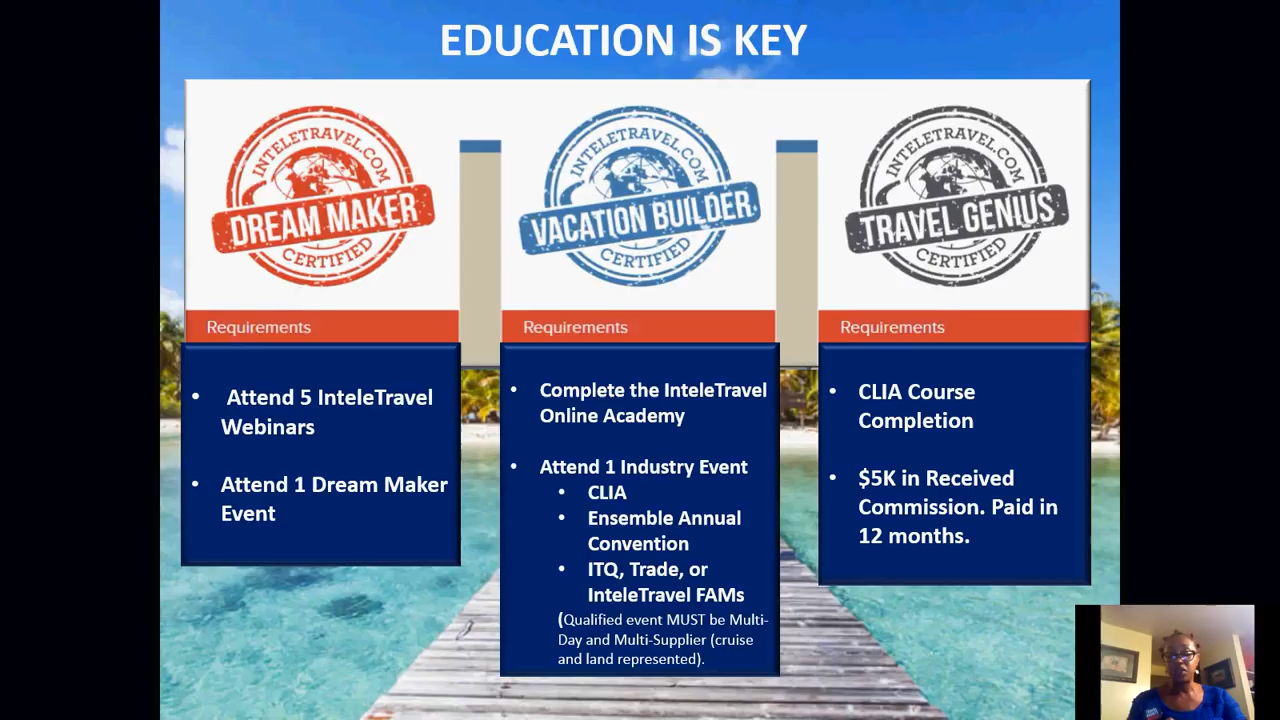 EDUCATION IS KEY
INTELETRAVEL.COM
DREAM MAKER
CERTIFIED
Requirements
• Attend 5 InteleTravel
Webinars
• Attend 1 Dream Maker
Event
INTELETRAVEL.COM
VACATION BUILDER
CERTIFIED
Requirements
• Complete the InteleTravel
Online Academy
• Attend 1 Industry Event
• CLIA
• Ensemble Annual
Convention
• ITQ, Trade, or
InteleTravel FAMs
(Qualified event MUST be Multi-
Day and Multi-Supplier (cruise
and land represented).
INTELETRAVEL.COM
TRAVEL GENIUS
CERTIFIED
Requirements
• CLIA Course
Completion
• $5K in Received
Commission. Paid in
12 months.